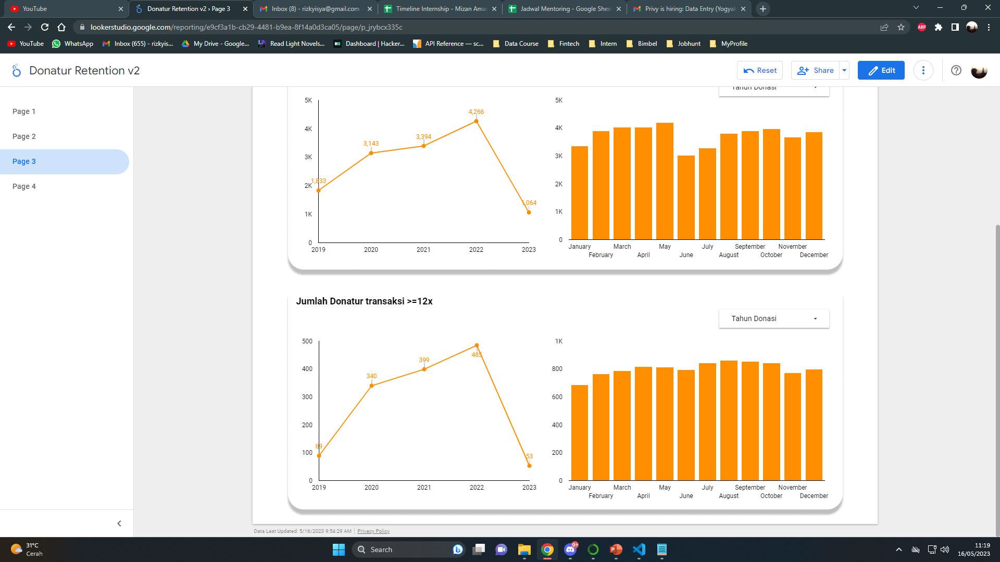 YouTube
Donatur Retention v2 › Page 3
Inbox (8) - rizkyisya@gmail.com -
Timeline Internship - Mizan Amar
Jadwal Mentoring - Google Shee
Privy is hiring: Data Entry (Yogyak
lookerstudio.google.com/reporting/e9cf3a1b-cb29-4481-b9ea-8f14a0d3ca05/page/p_jrybcx335c
ABP
YouTube
WhatsApp
Inbox (655) - rizkyis...
My Drive - Google...
Read Light Novels...
Dashboard | Hacker...
API Reference — sc...
Data Course
Fintech
Intern
Bimbel
Jobhunt
MyProfile
Donatur Retention v2
Reset
Share
Edit
Page 1
Page 2
Page 3
Page 4
Tahun Donasi
5K
4K
3K
2K
1K
0
1,833
3,143
3,394
4,266
1,064
2019
2020
2021
2022
2023
5K
4K
3K
2K
1K
0
January
February
March
April
May
June
July
August
September
October
November
December
Jumlah Donatur transaksi >=12x
Tahun Donasi
500
400
300
200
100
0
89
340
399
485
53
2019
2020
2021
2022
2023
1K
800
600
400
200
0
January
February
March
April
May
June
July
August
September
October
November
December
Data Last Updated: 5/16/2023 9:54:29 AM
Privacy Policy
31°C
Cerah
Search
9+
11:19
16/05/2023